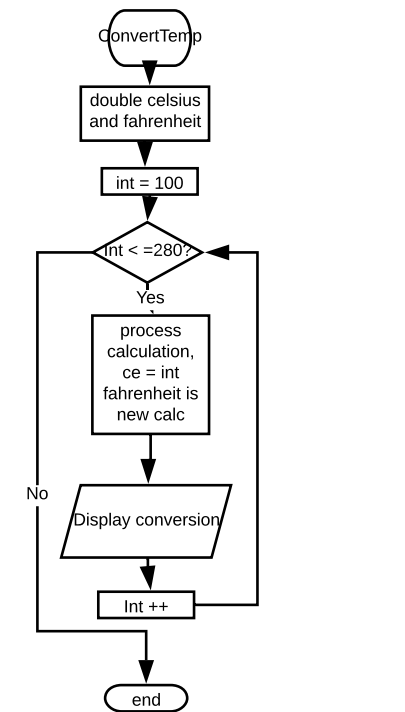 ConvertTemp
double celsius
and fahrenheit
int = 100
Int < =280?
Yes
process
calculation,
ce = int
fahrenheit is
new calc
No
Display conversion
Int ++
end